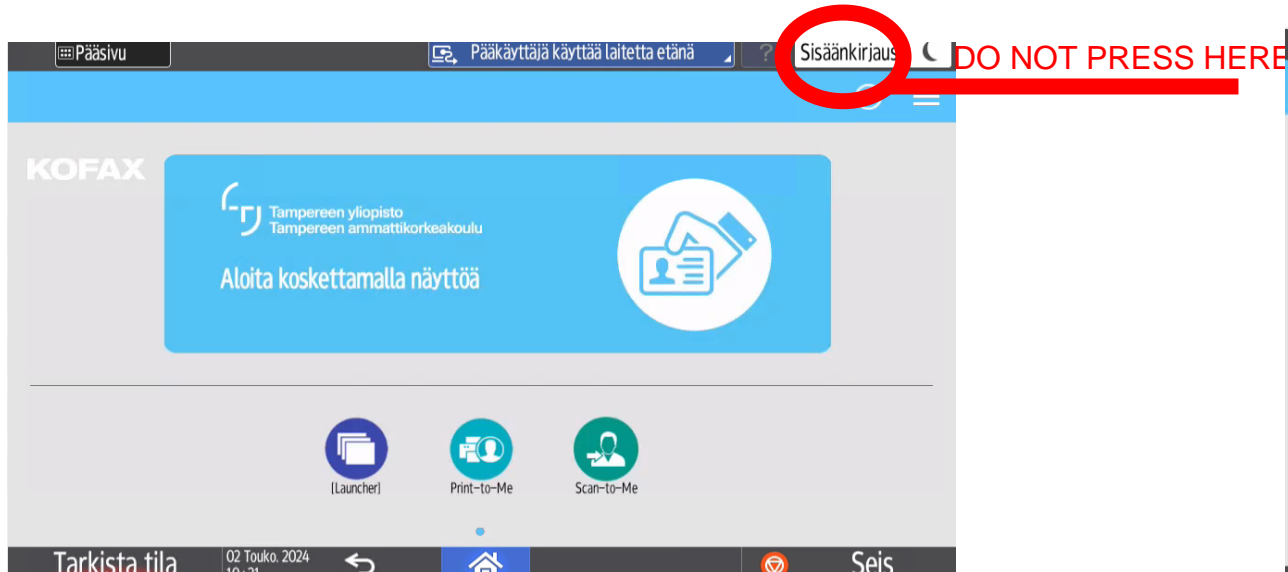 Pääsivu
Pääkäyttäjä käyttää laitetta etänä
?
Sisäänkirjaus
DO NOT PRESS HERE
KOFAX
Tampereen yliopisto
Tampereen ammattikorkeakoulu
Aloita koskettamalla näyttöä
[Launcher]
Print-to-Me
Scan-to-Me
Tarkista tila
02 Touko. 2024
Seis